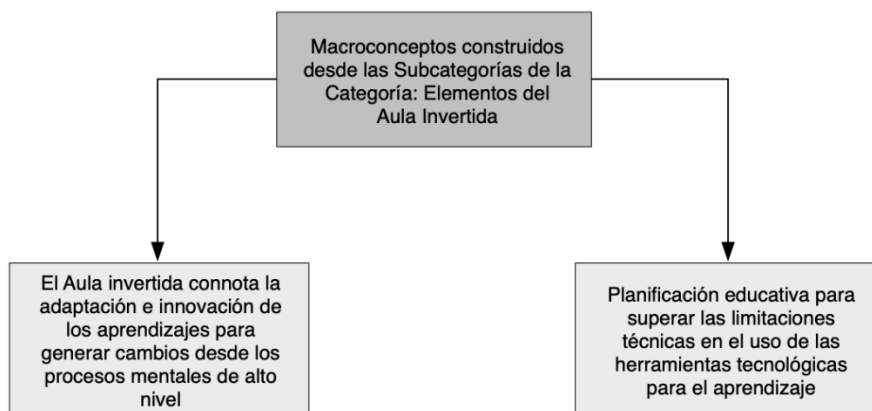 Macroconceptos construidos
desde las Subcategorías de la
Categoría: Elementos del
Aula Invertida
El Aula invertida connota la
adaptación e innovación de
los aprendizajes para
generar cambios desde los
procesos mentales de alto
nivel
Planificación educativa para
superar las limitaciones
técnicas en el uso de las
herramientas tecnológicas
para el aprendizaje